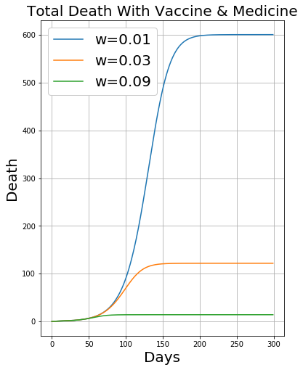 Total Death With Vaccine & Medicine
600
500
400
300
200
100
0
Death
w=0.01
w=0.03
w=0.09
0 50 100 150 200 250 300
Days